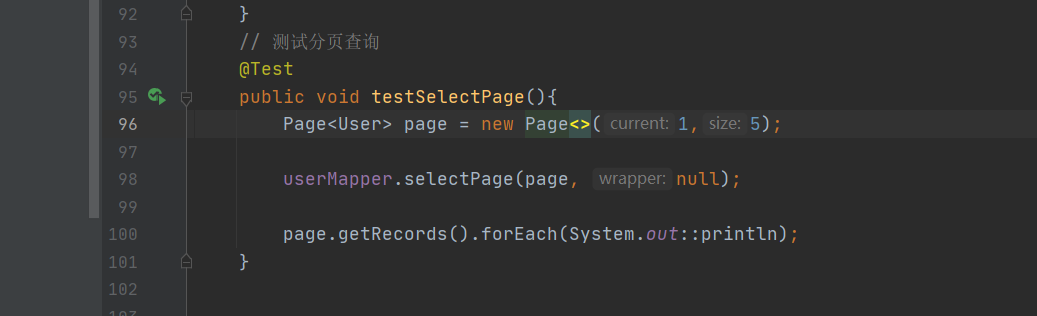 92 }
93 // 测试分页查询
94 @Test
95 public void testSelectPage(){
96 Page<User> page = new Page<>( current: 1, size: 5);
97
98 userMapper.selectPage(page, wrapper: null);
99
100 page.getRecords().forEach(System.out::println);
101 }
102